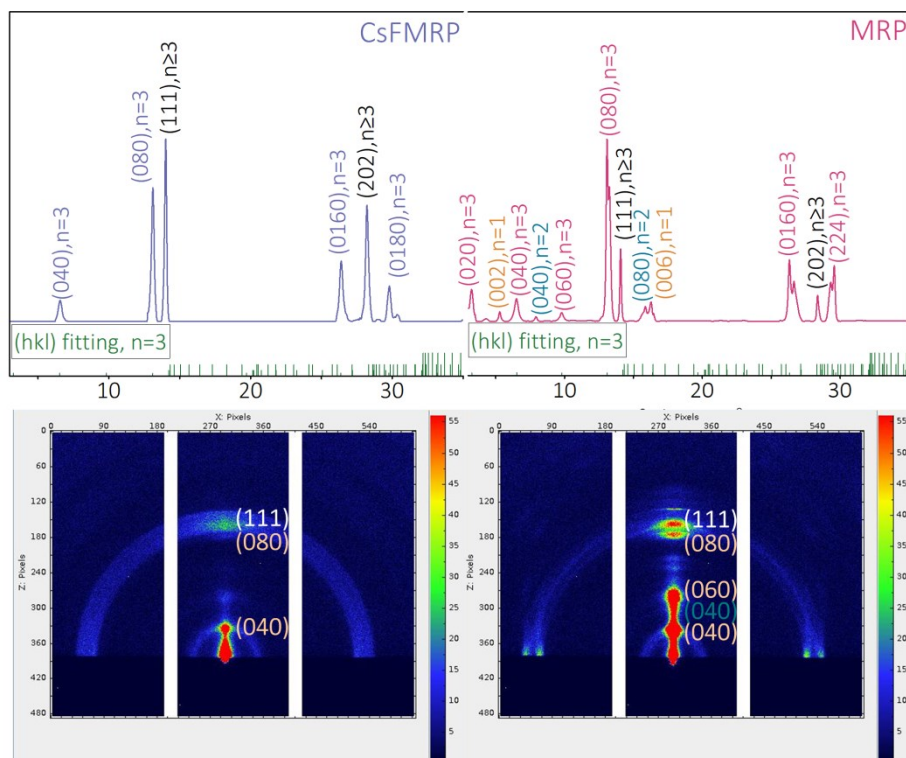 CsFMRP
(040),n=3
(080),n=3
(111),n≥3
(0160),n=3
(202),n≥3
(0180),n=3
(hkl) fitting, n=3
10 20 30
MRP
(020),n=3
(002),n=1
(040),n=3
(040),n=2
(060),n=3
(080),n=3
(111),n≥3
(080),n=2
(006),n=1
(0160),n=3
(202),n≥3
(224),n=3
(hkl) fitting, n=3
10 20 30
X: Pixels
0 90 180 270 360 450 540
Z: Pixels
0
60
120
180
240
300
360
420
480
(111)
(080)
(040)
55
50
45
40
35
30
25
20
15
10
5
X: Pixels
0 90 180 270 360 450 540
Z: Pixels
0
60
120
180
240
300
360
420
480
(111)
(080)
(060)
(040)
(040)
55
50
45
40
35
30
25
20
15
10
5